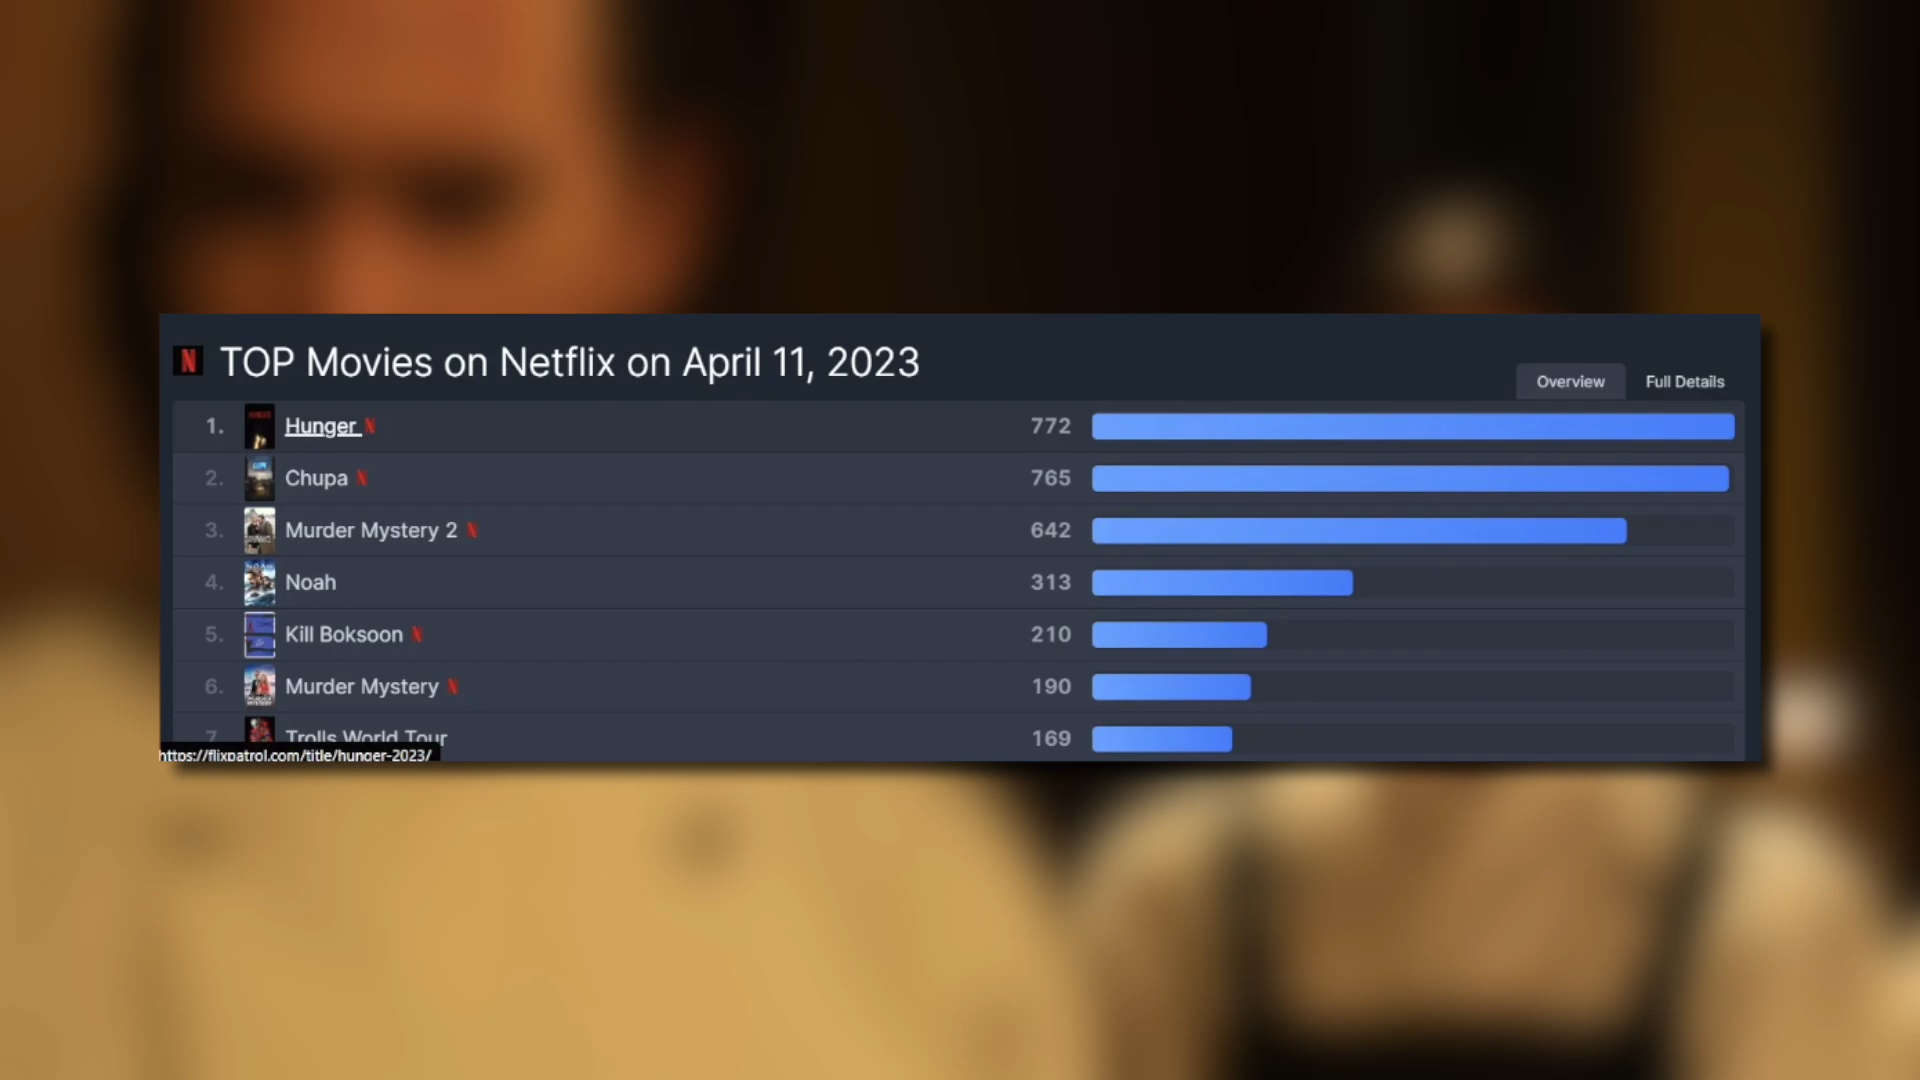 N TOP Movies on Netflix on April 11, 2023
Overview Full Details
1. Hunger N 772
2. Chupa N 765
3. Murder Mystery 2 N 642
4. Noah 313
5. Kill Boksoon N 210
6. Murder Mystery N 190
7. Trolls World Tour 169
https://flixpatrol.com/title/hunger-2023/